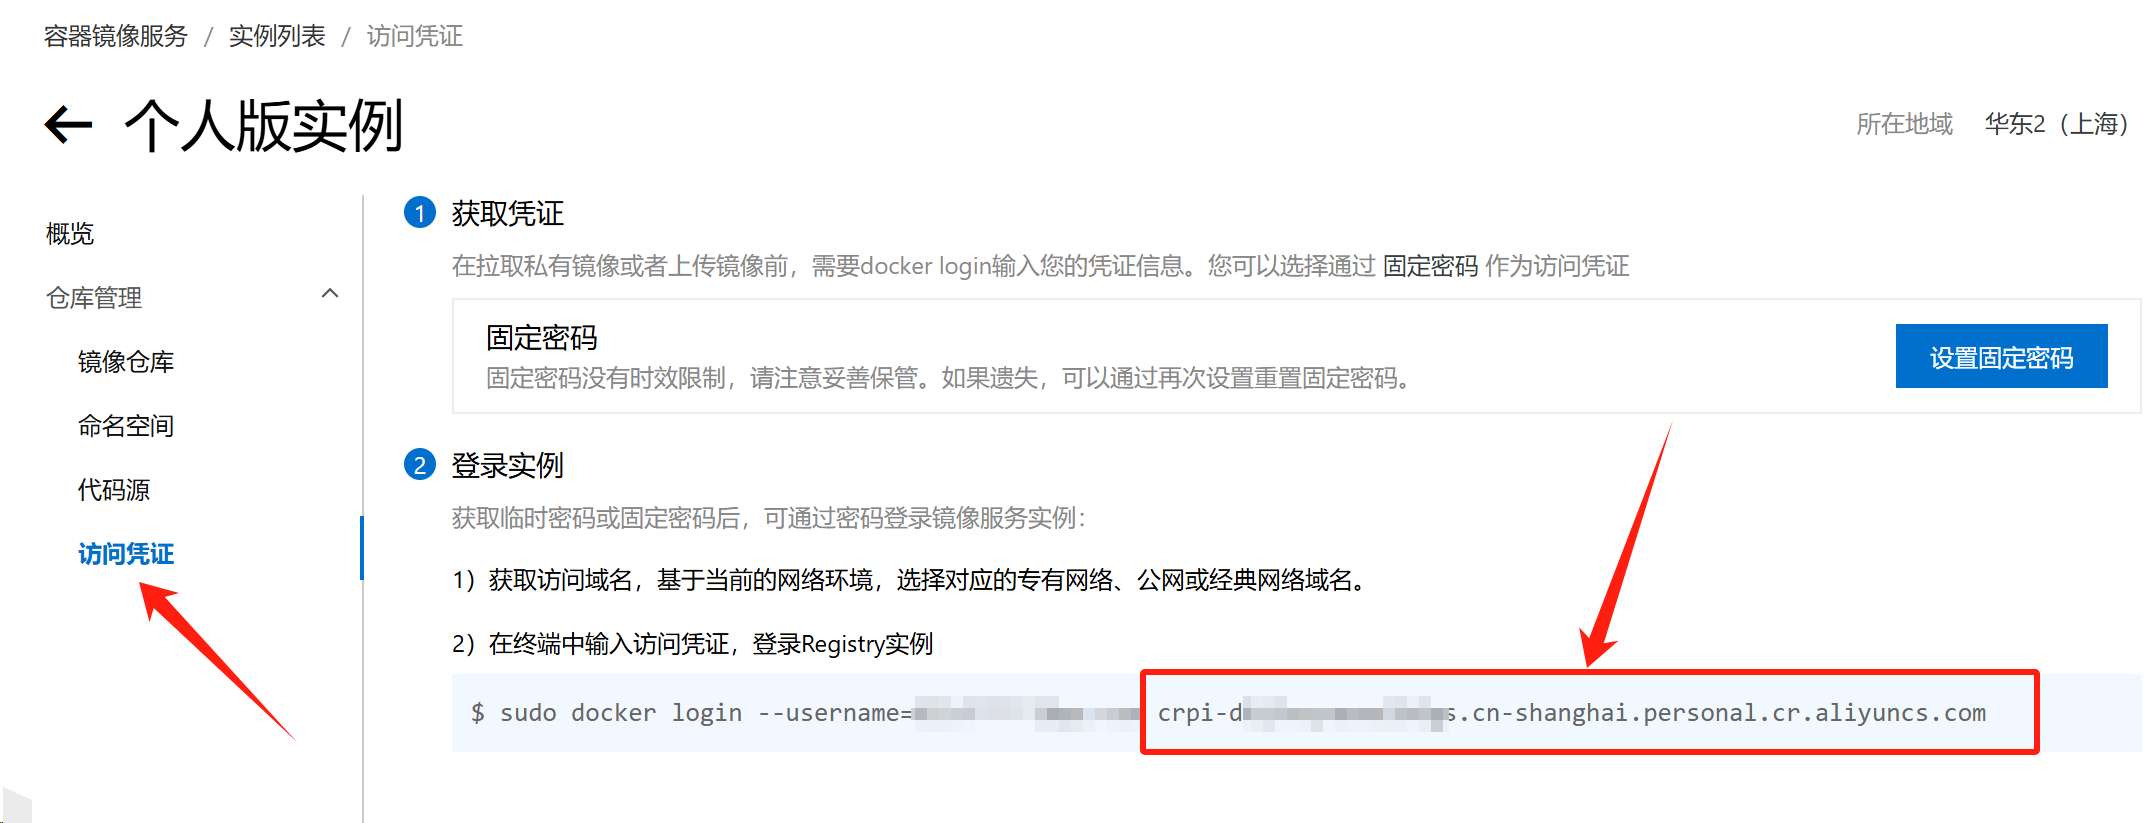 容器镜像服务 / 实例列表 / 访问凭证
个人版实例
所在地域 华东2（上海）
概览
仓库管理
镜像仓库
命名空间
代码源
访问凭证
1 获取凭证
在拉取私有镜像或者上传镜像前，需要docker login输入您的凭证信息。您可以选择通过 固定密码 作为访问凭证
固定密码
固定密码没有时效限制，请注意妥善保管。如果遗失，可以通过再次设置重置固定密码。
设置固定密码
2 登录实例
获取临时密码或固定密码后，可通过密码登录镜像服务实例：
1）获取访问域名，基于当前的网络环境，选择对应的专有网络、公网或经典网络域名。
2）在终端中输入访问凭证，登录Registry实例
$ sudo docker login --username= crpi-d s.cn-shanghai.personal.cr.aliyuncs.com